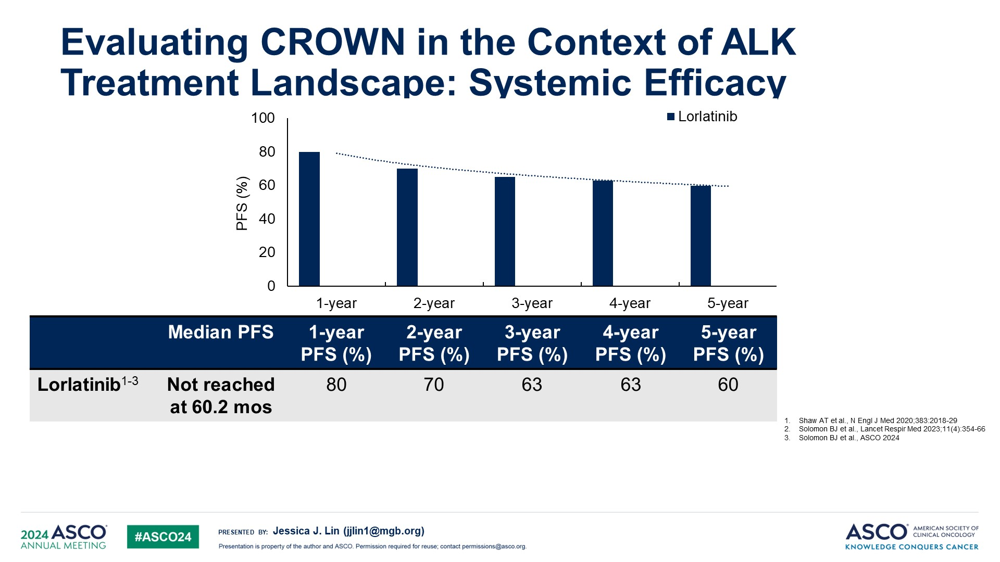 Evaluating CROWN in the Context of ALK
Treatment Landscape: Systemic Efficacy
Lorlatinib
PFS (%)
100
80
60
40
20
0
1-year 2-year 3-year 4-year 5-year
Median PFS 1-year PFS (%) 2-year PFS (%) 3-year PFS (%) 4-year PFS (%) 5-year PFS (%)
Lorlatinib1-3 Not reached at 60.2 mos 80 70 63 63 60
1. Shaw AT et al., N Engl J Med 2020;383:2018-29
2. Solomon BJ et al., Lancet Respir Med 2023;11(4):354-66
3. Solomon BJ et al., ASCO 2024
2024 ASCO®
ANNUAL MEETING
#ASCO24
PRESENTED BY: Jessica J. Lin (jjlin1@mgb.org)
Presentation is property of the author and ASCO. Permission required for reuse; contact permissions@asco.org.
ASCO® AMERICAN SOCIETY OF
CLINICAL ONCOLOGY
KNOWLEDGE CONQUERS CANCER